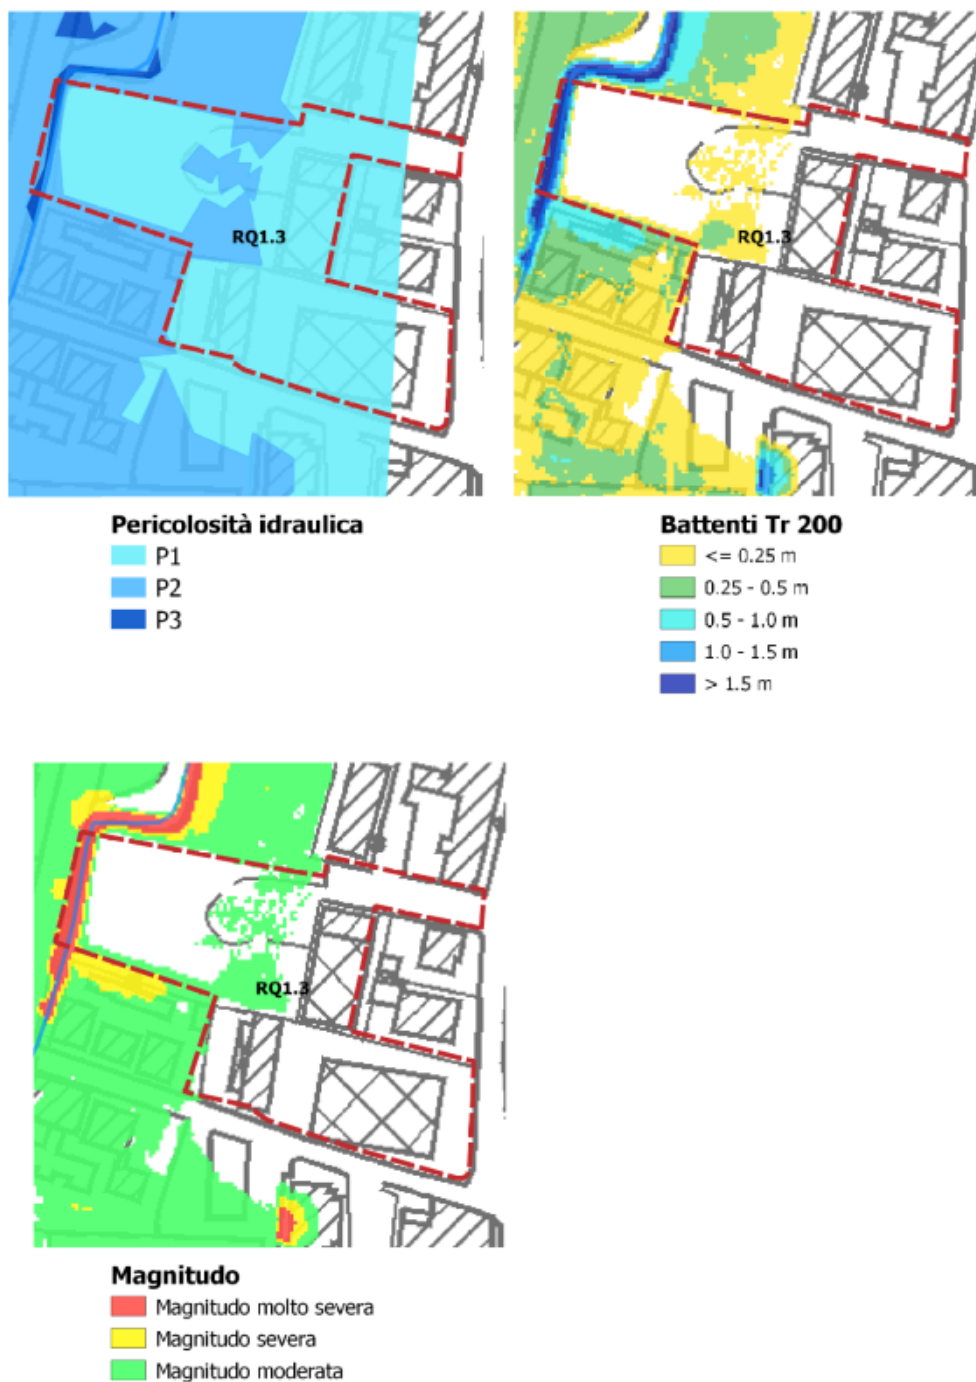 RQ1.3
RQ1.3
Pericolosità idraulica
P1
P2
P3
Battenti Tr 200
<= 0.25 m
0.25 - 0.5 m
0.5 - 1.0 m
1.0 - 1.5 m
> 1.5 m
RQ1.3
Magnitudo
Magnitudo molto severa
Magnitudo severa
Magnitudo moderata